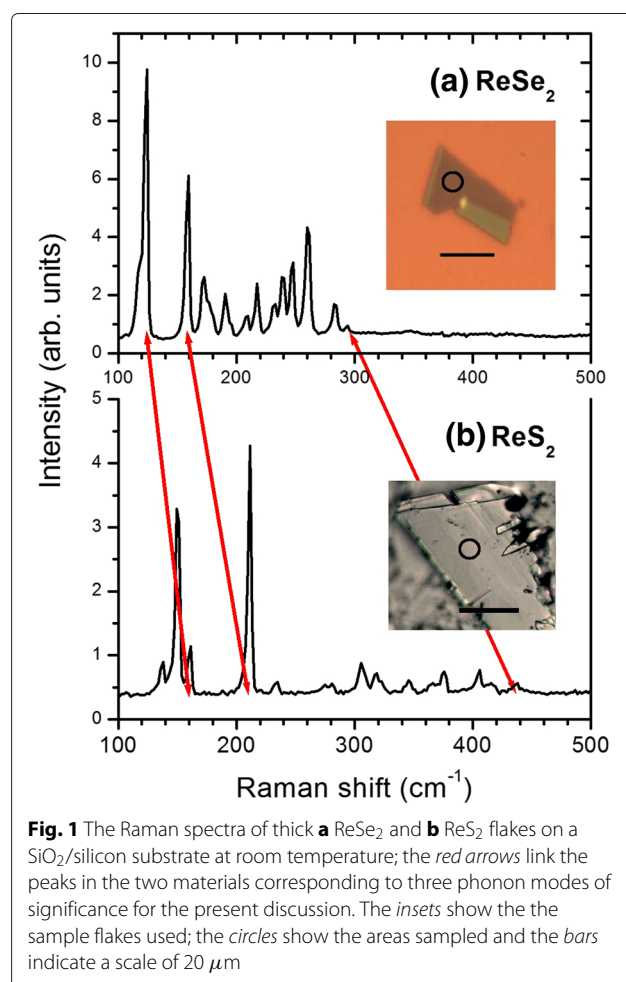 10
8
6
4
2
0
(a) ReSe₂
100 200 300 400 500
Intensity (arb. units)
5
4
3
2
1
0
(b) ReS₂
100 200 300 400 500
Raman shift (cm⁻¹)
Fig. 1 The Raman spectra of thick a ReSe₂ and b ReS₂ flakes on a
SiO₂/silicon substrate at room temperature; the red arrows link the
peaks in the two materials corresponding to three phonon modes of
significance for the present discussion. The insets show the the
sample flakes used; the circles show the areas sampled and the bars
indicate a scale of 20 μm